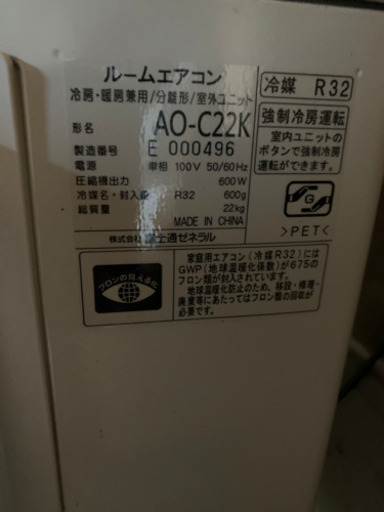 ルームエアコン
冷房・暖房兼用/分離形/室外ユニット
形名 AO-C22K
製造番号 E 000496
電源 単相 100V 50/60Hz
圧縮機出力 600W
冷媒名・封入量 R32 600g
総質量 22kg
MADE IN CHINA
株式会社富士通ゼネラル
冷媒 R32
強制冷房運転
室内ユニットの
ボタンで強制冷房
運転ができます。
G
>PET<
フロンの見える化
家庭用エアコン(冷媒R32)には
GWP(地球温暖化係数)が675の
フロン類が封入されています。
地球温暖化防止のため、移設・修理・
廃棄等にあたってはフロン類の回収が
必要です。